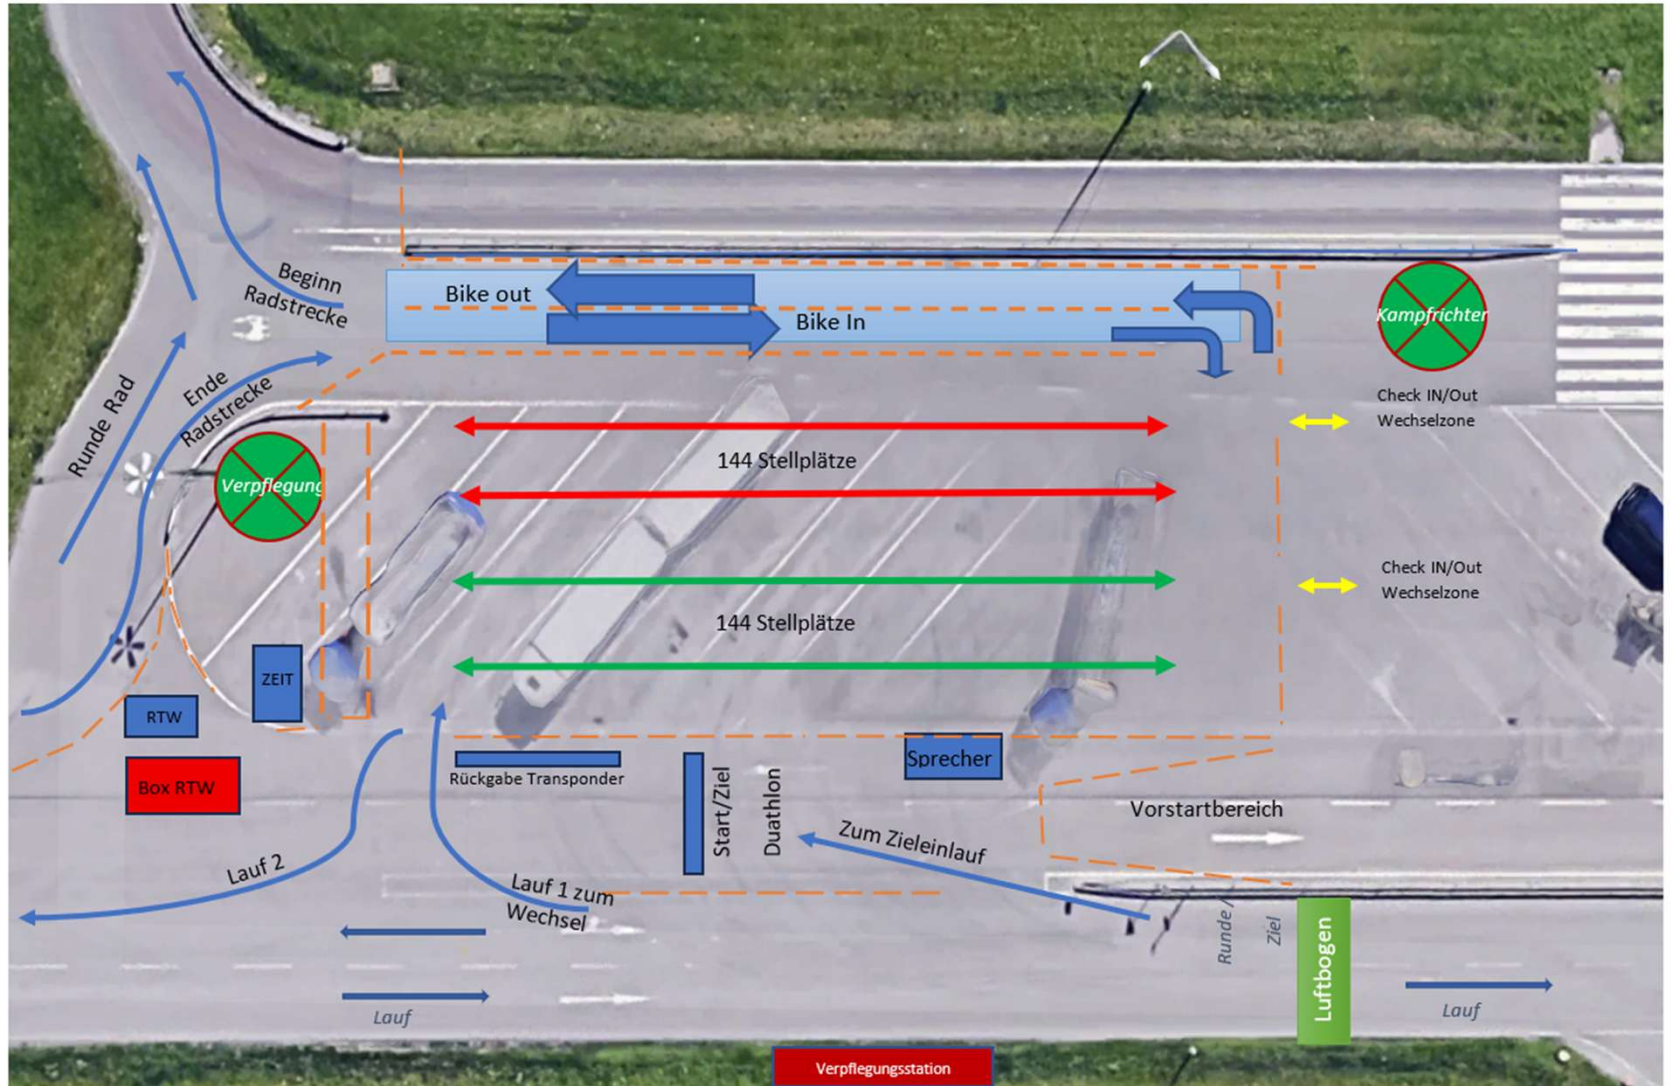 Beginn
Radstrecke
Bike out
Bike In
Kampfrichter
Ende
Radstrecke
Runde Rad
Check IN/Out
Wechselzone
144 Stellplätze
Verpflegung
Check IN/Out
Wechselzone
144 Stellplätze
ZEIT
RTW
Box RTW
Rückgabe Transponder
Sprecher
Start/Ziel
Duathlon
Vorstartbereich
Zum Zieleinlauf
Lauf 2
Lauf 1 zum
Wechsel
Runde /
Ziel
Luftbogen
Lauf
Lauf
Verpflegungsstation